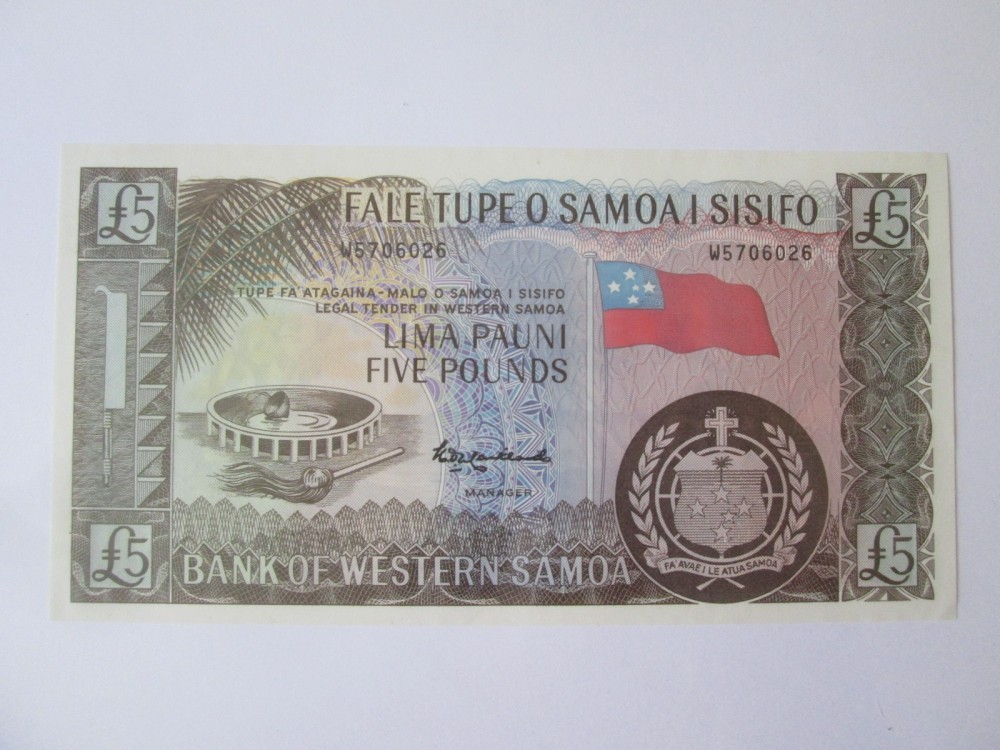 £5
FALE TUPE O SAMOA I SISIFO
£5
W5706026
W5706026
TUPE FA'ATAGAINA - MALO O SAMOA I SISIFO
LEGAL TENDER IN WESTERN SAMOA
LIMA PAUNI
FIVE POUNDS
MANAGER
FA'AVAE I LE ATUA SAMOA
£5
BANK OF WESTERN SAMOA
£5